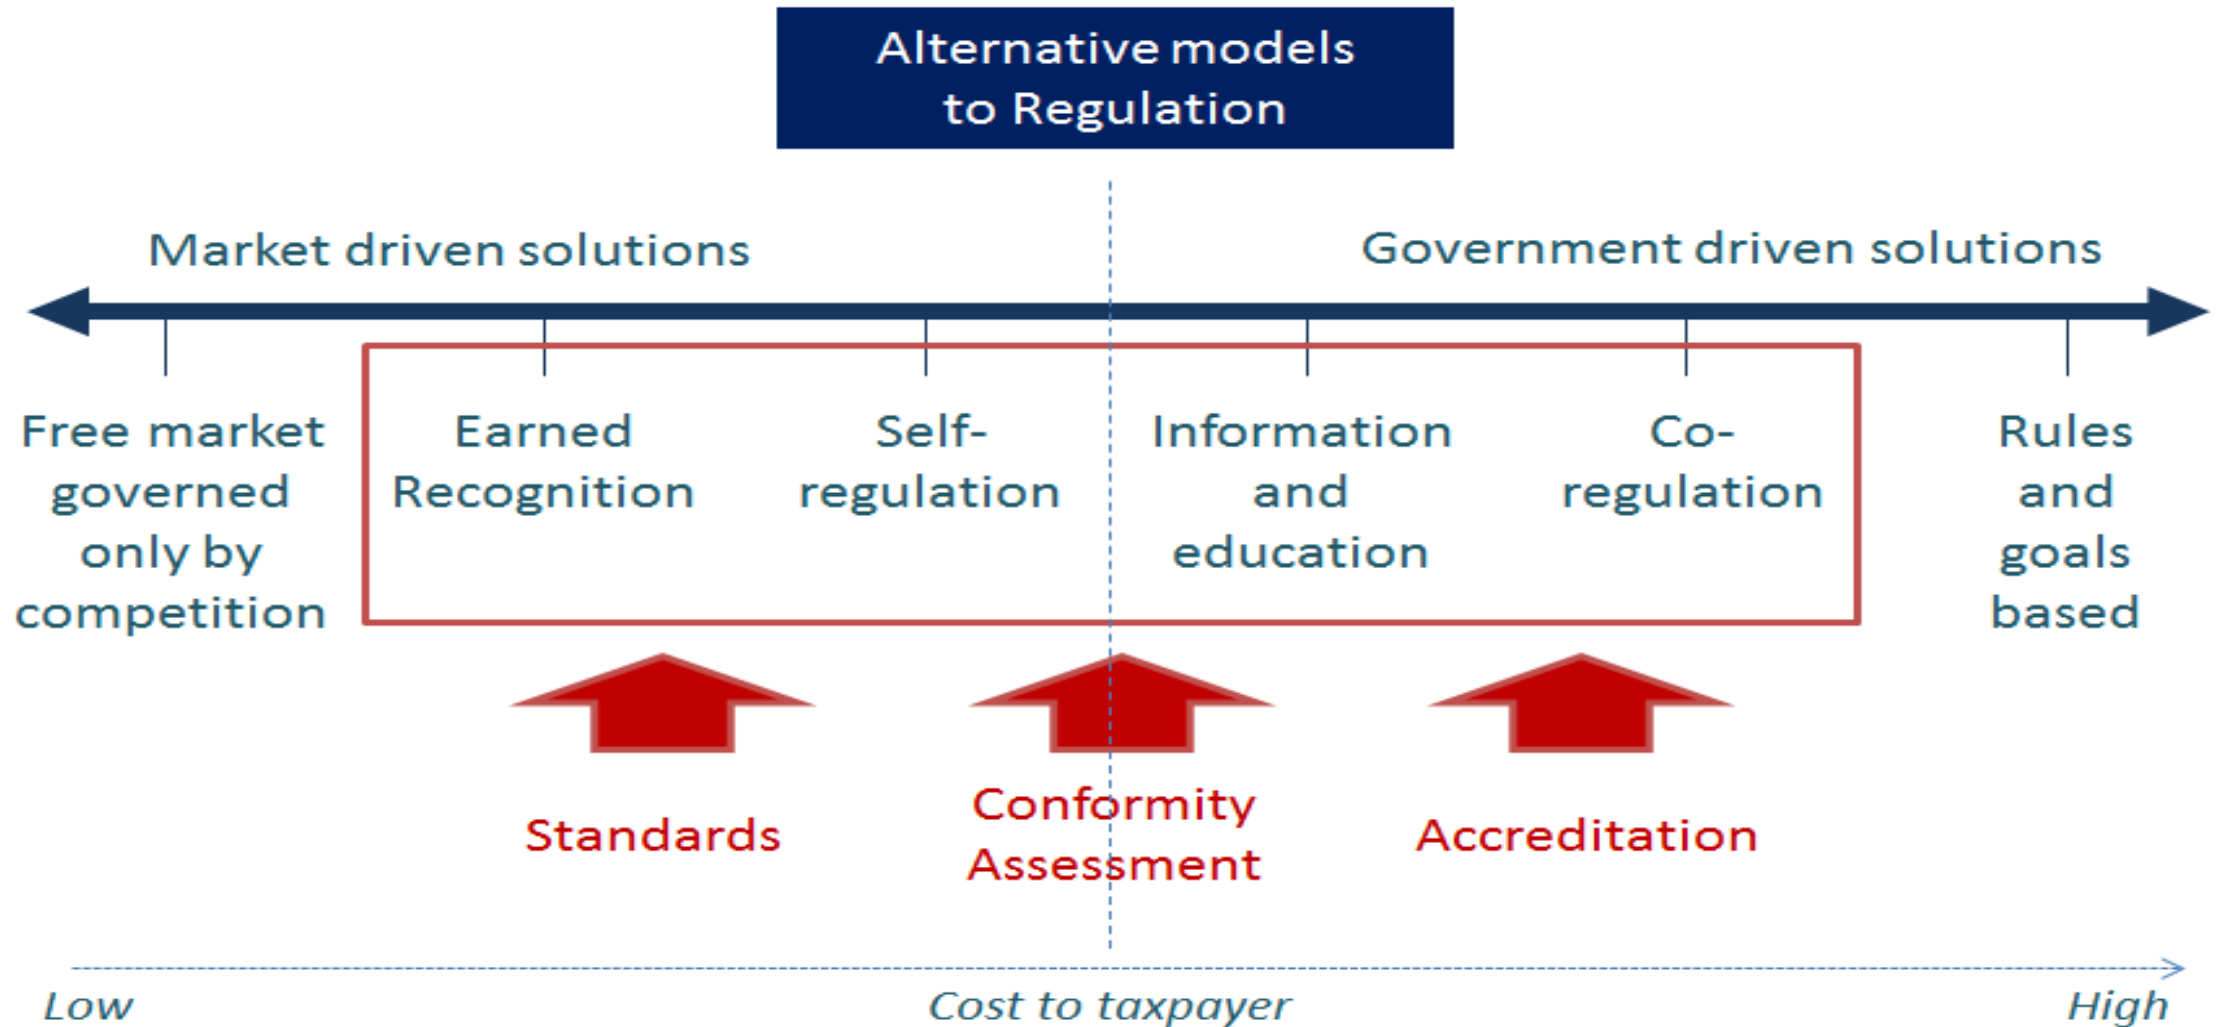 Alternative models
to Regulation
Market driven solutions
Government driven solutions
Free market
governed
only by
competition
Earned
Recognition
Self-
regulation
Information
and
education
Co-
regulation
Rules
and
goals
based
Standards
Conformity
Assessment
Accreditation
Low
Cost to taxpayer
High